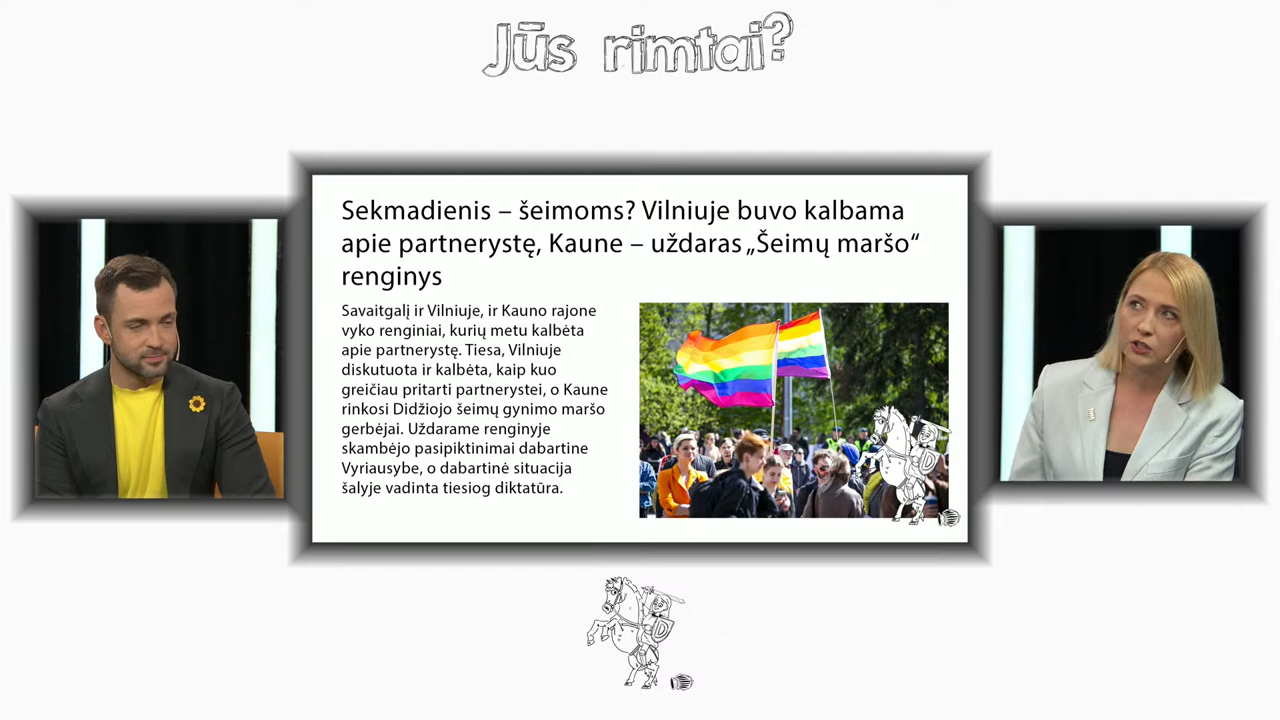 Jūs rimtai?
Sekmadienis – šeimoms? Vilniuje buvo kalbama
apie partnerystę, Kaune – uždaras „Šeimų maršo“
renginys
Savaitgalį ir Vilniuje, ir Kauno rajone
vyko renginiai, kurių metu kalbėta
apie partnerystę. Tiesa, Vilniuje
diskutuota ir kalbėta, kaip kuo
greičiau pritarti partnerystei, o Kaune
rinkosi Didžiojo šeimų gynimo maršo
gerbėjai. Uždarame renginyje
skambėjo pasipiktinimai dabartine
Vyriausybe, o dabartinė situacija
šalyje vadinta tiesiog diktatūra.